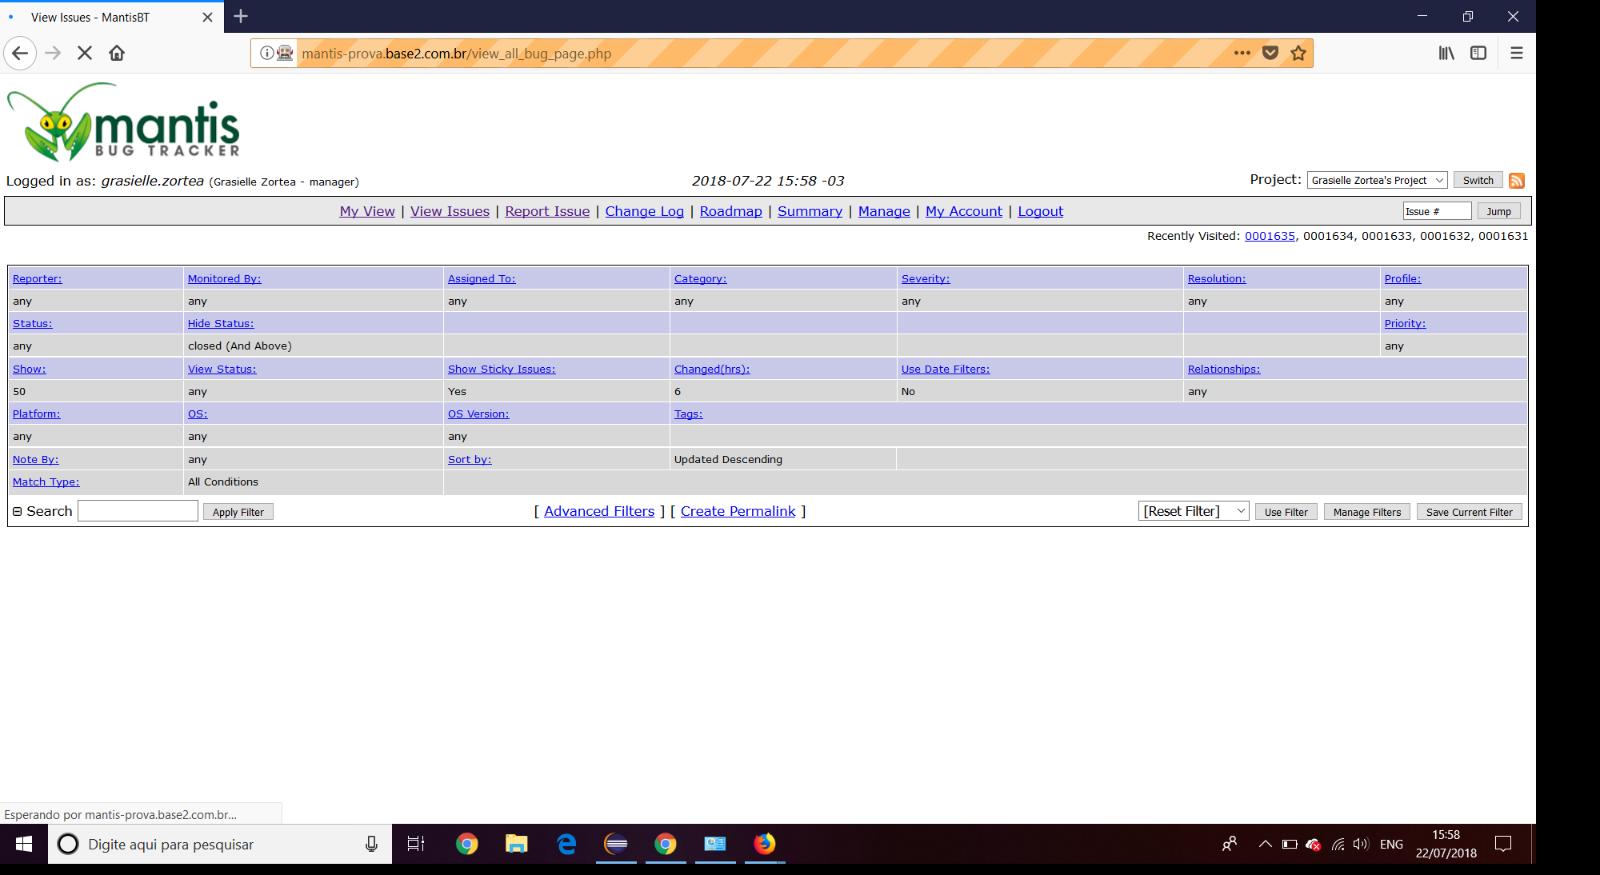 View Issues - MantisBT
mantis-prova.base2.com.br/view_all_bug_page.php
mantis
BUG TRACKER
Logged in as: grasielle.zortea (Grasielle Zortea - manager)
2018-07-22 15:58 -03
Project: Grasielle Zortea's Project Switch
My View | View Issues | Report Issue | Change Log | Roadmap | Summary | Manage | My Account | Logout
Issue # Jump
Recently Visited: 0001635, 0001634, 0001633, 0001632, 0001631
Reporter: Monitored By: Assigned To: Category: Severity: Resolution: Profile:
any any any any any any any
Status: Hide Status: Priority:
any closed (And Above) any
Show: View Status: Show Sticky Issues: Changed(hrs): Use Date Filters: Relationships:
50 any Yes 6 No any
Platform: OS: OS Version: Tags:
any any any
Note By: any Sort by: Updated Descending
Match Type: All Conditions
Search Apply Filter [ Advanced Filters ] [ Create Permalink ] [Reset Filter] Use Filter Manage Filters Save Current Filter
Esperando por mantis-prova.base2.com.br...
Digite aqui para pesquisar
ENG
15:58
22/07/2018